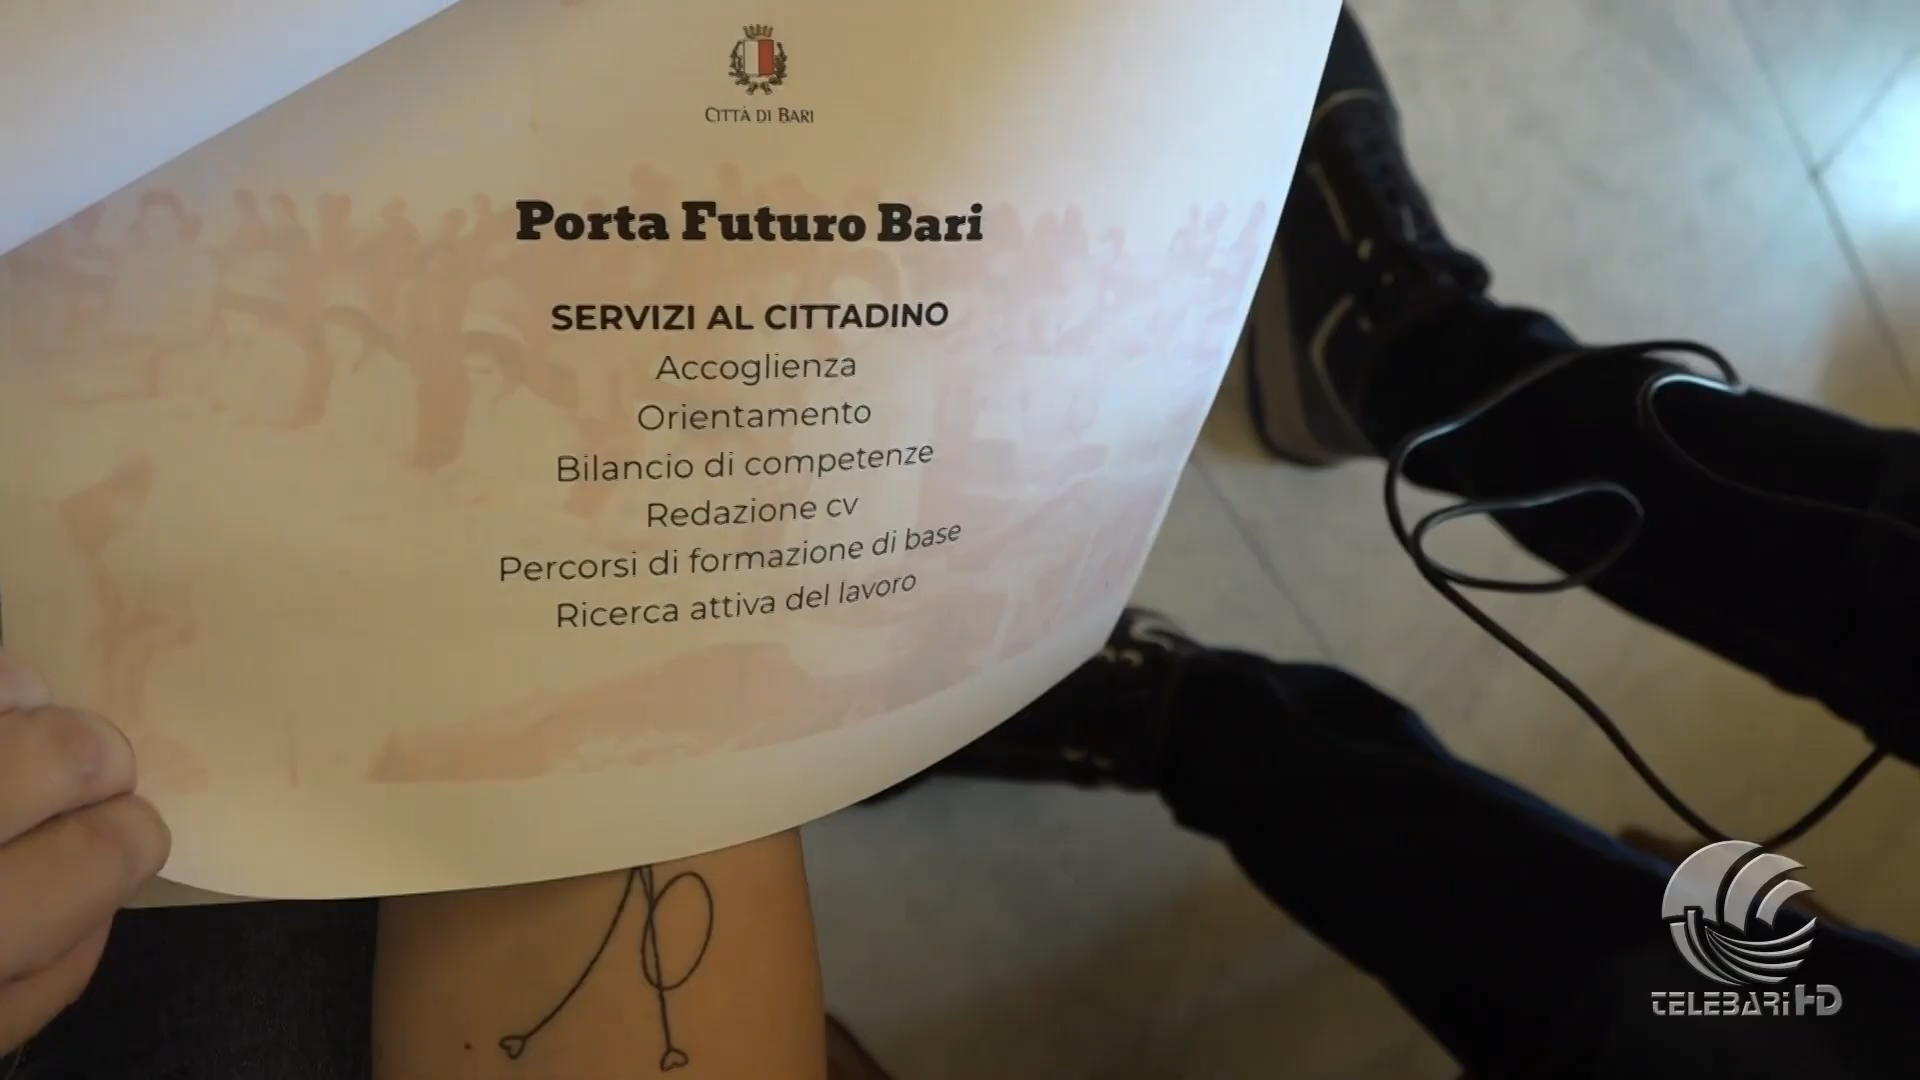 CITTÀ DI BARI
Porta Futuro Bari
SERVIZI AL CITTADINO
Accoglienza
Orientamento
Bilancio di competenze
Redazione cv
Percorsi di formazione di base
Ricerca attiva del lavoro
TELEBARI HD